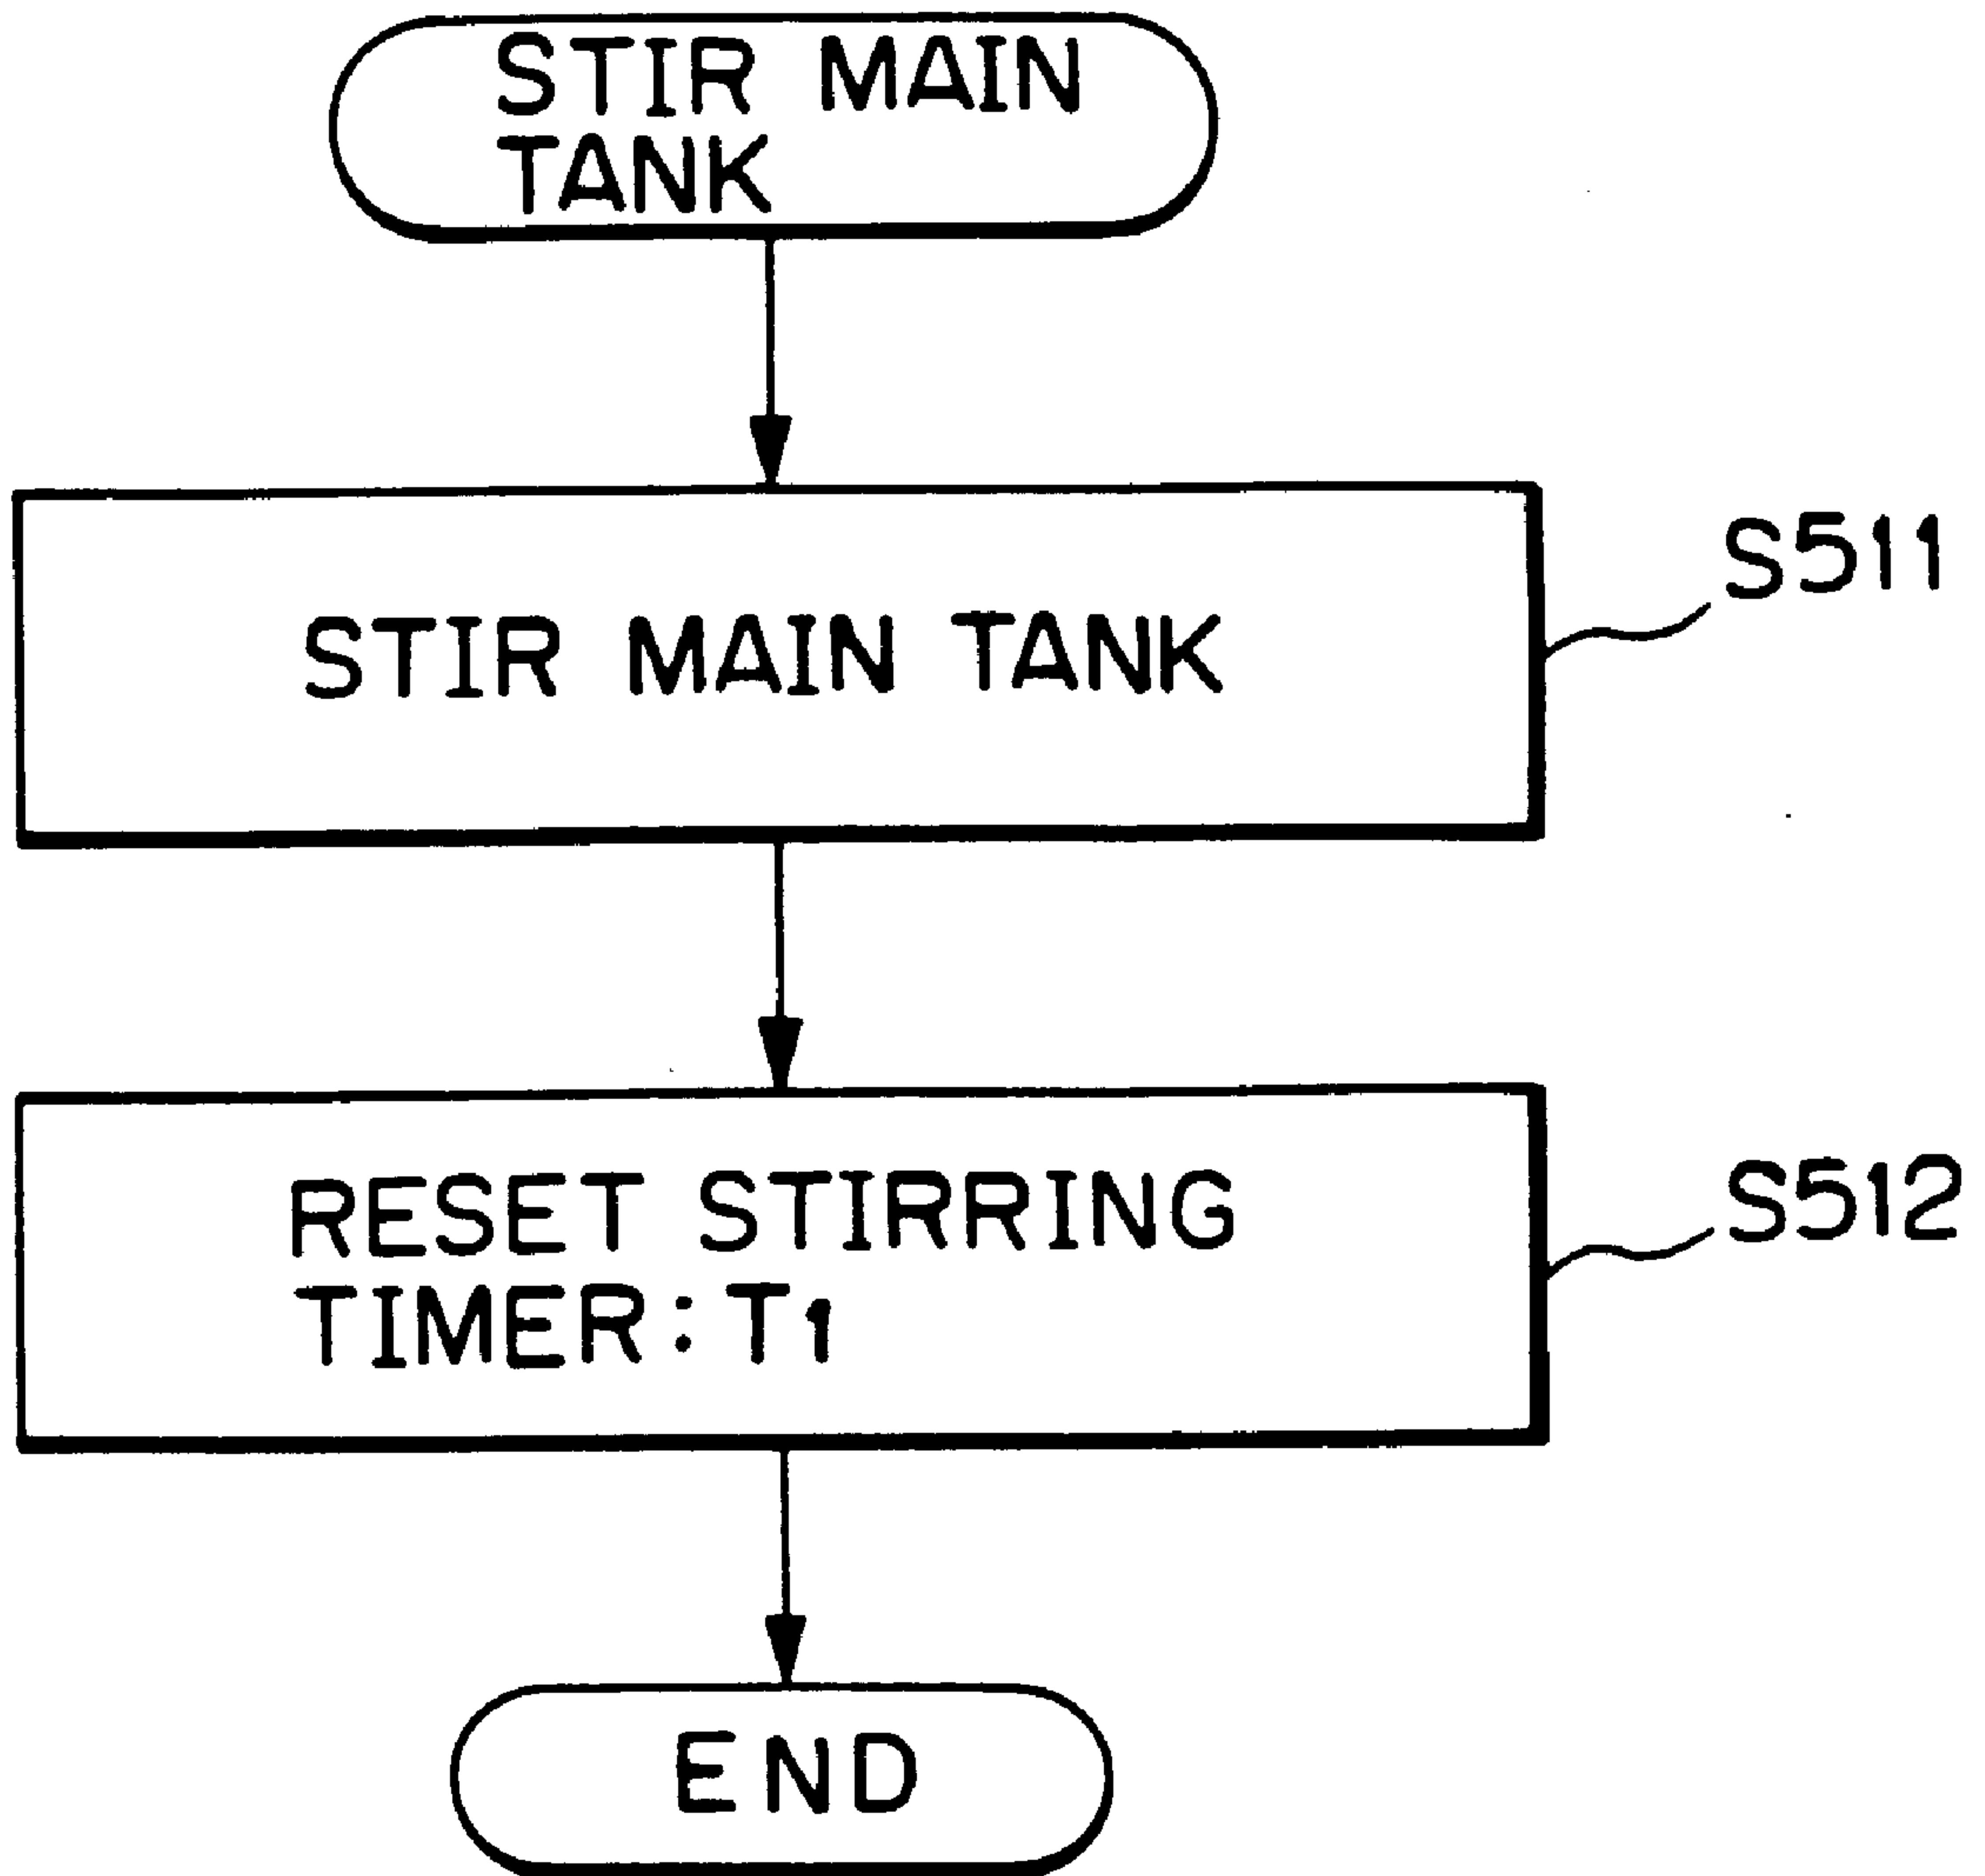 STIR MAIN
TANK
STIR MAIN TANK
S511
RESET STIRRING
TIMER:T1
S512
END